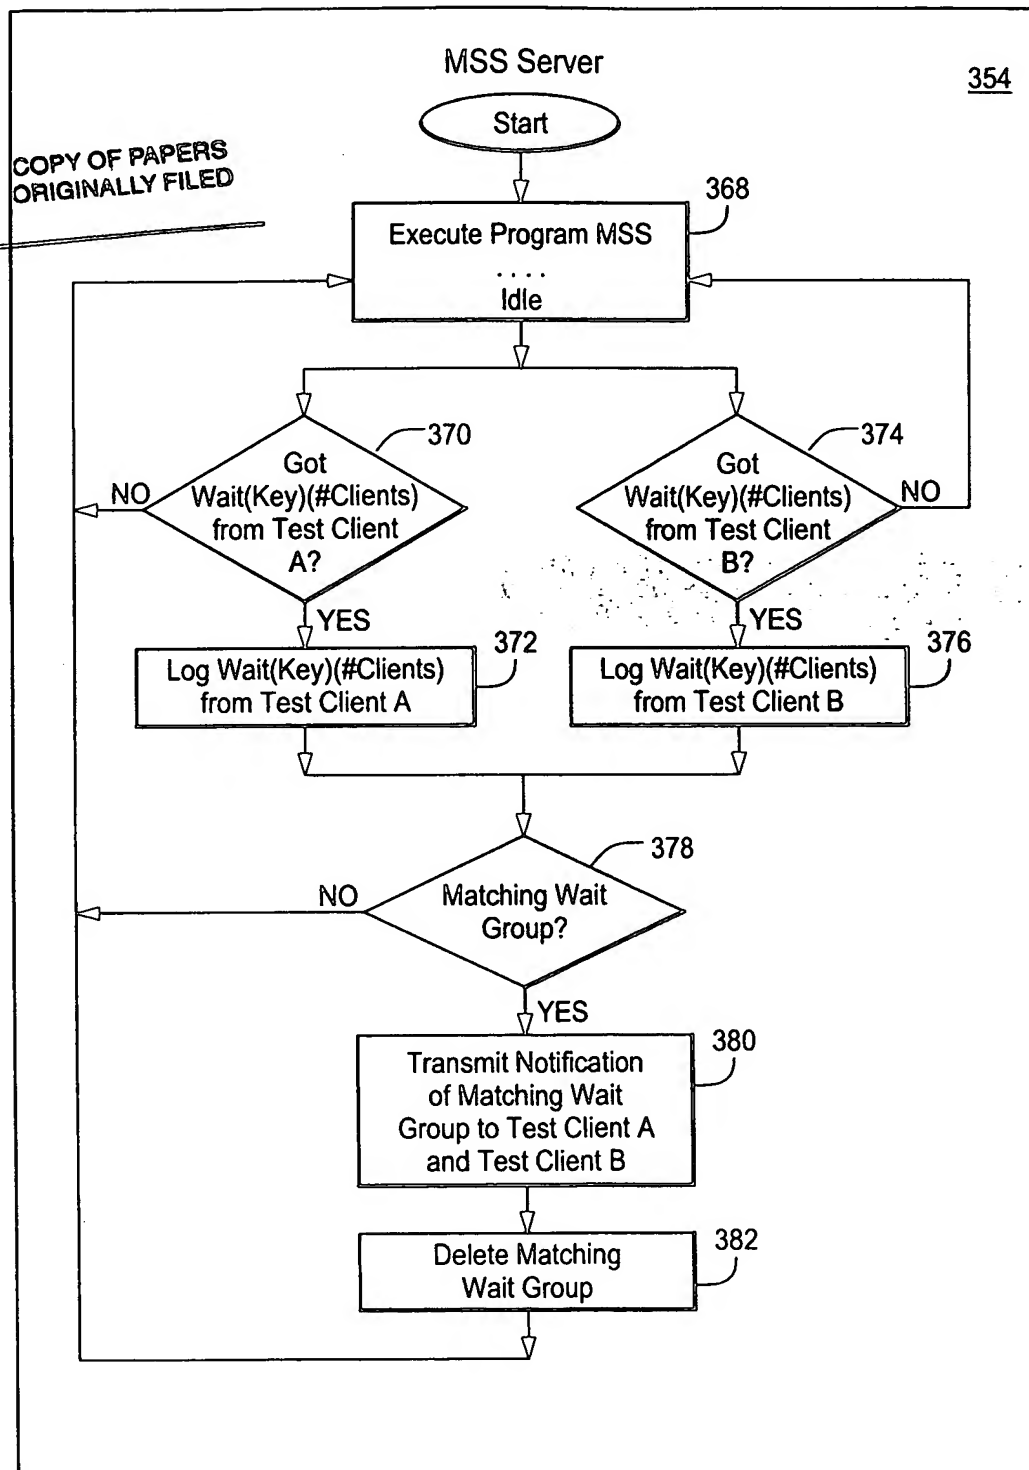 MSS Server
354
Start
COPY OF PAPERS
ORIGINALLY FILED
368
Execute Program MSS
. . . .
Idle
370
Got
Wait(Key)(#Clients)
from Test Client
A?
NO
YES
374
Got
Wait(Key)(#Clients)
from Test Client
B?
NO
YES
372
Log Wait(Key)(#Clients)
from Test Client A
376
Log Wait(Key)(#Clients)
from Test Client B
378
Matching Wait
Group?
NO
YES
380
Transmit Notification
of Matching Wait
Group to Test Client A
and Test Client B
382
Delete Matching
Wait Group